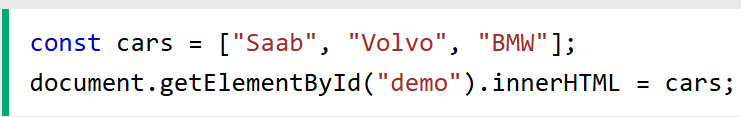 const cars = ["Saab", "Volvo", "BMW"];
document.getElementById("demo").innerHTML = cars;